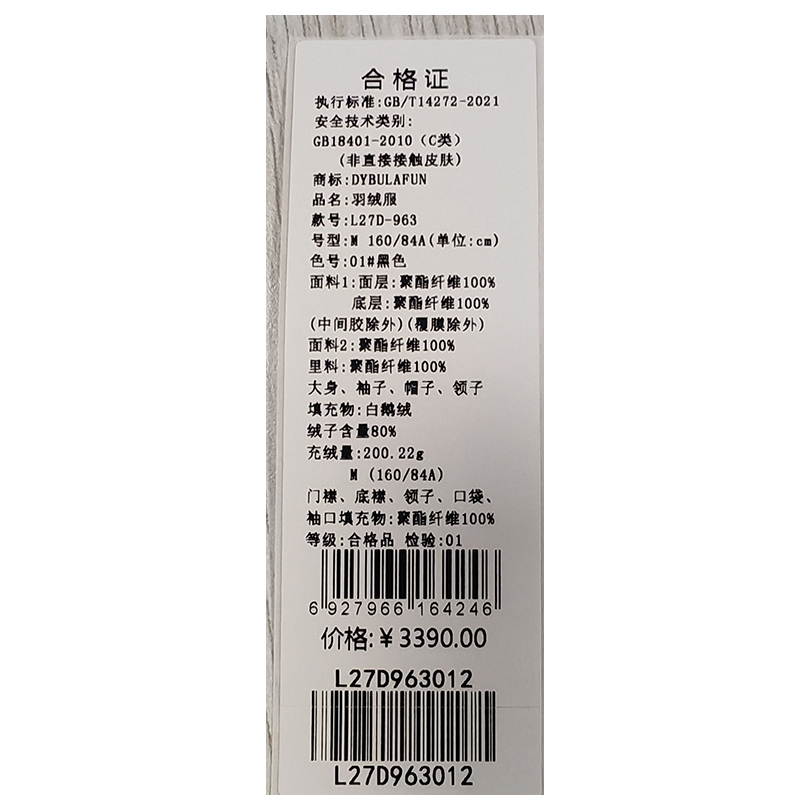 合格证
执行标准:GB/T14272-2021
安全技术类别:
GB18401-2010（C类）
(非直接接触皮肤)
商标:DYBULAFUN
品名:羽绒服
款号:L27D-963
号型:M 160/84A(单位:cm)
色号:01#黑色
面料1:面层:聚酯纤维100%
底层:聚酯纤维100%
(中间胶除外)(覆膜除外)
面料2:聚酯纤维100%
里料:聚酯纤维100%
大身、袖子、帽子、领子
填充物:白鹅绒
绒子含量80%
充绒量:200.22g
M (160/84A)
门襟、底襟、领子、口袋、
袖口填充物:聚酯纤维100%
等级:合格品 检验:01
6 927966 164246
价格:¥3390.00
L27D963012
L27D963012